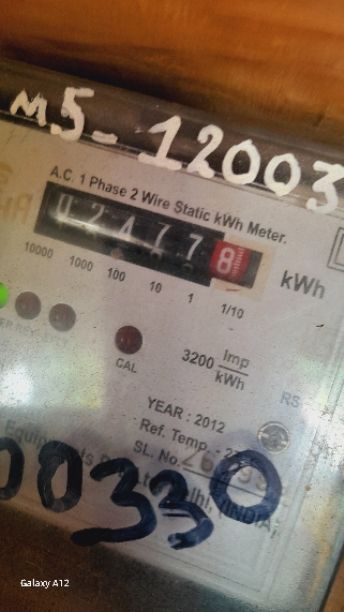 M5-12003
A.C. 1 Phase 2 Wire Static kWh Meter.
02477 8
kWh
10000 1000 100 10 1 1/10
CAL
3200 Imp/kWh
RS
YEAR : 2012
Ref. Temp.
SL. No.
Equipments
00330
Galaxy A12